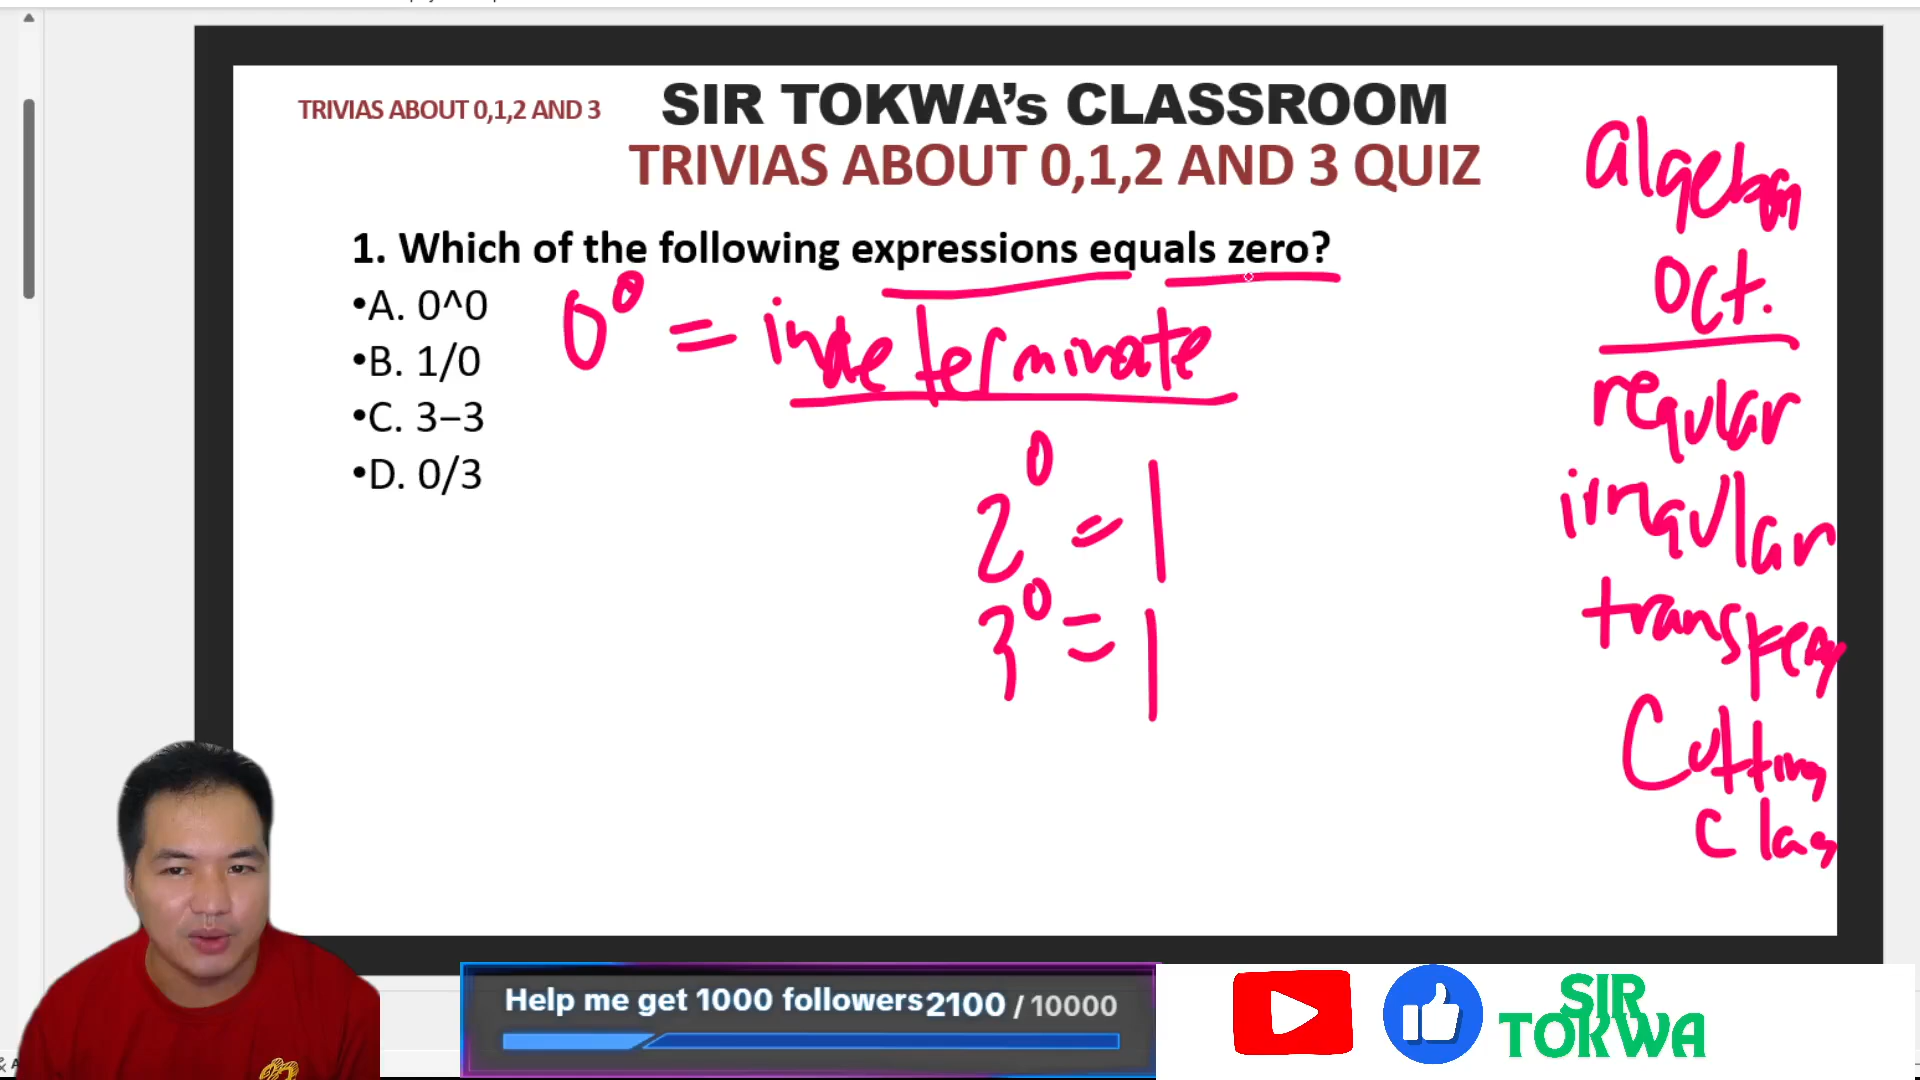 TRIVIAS ABOUT 0,1,2 AND 3
SIR TOKWA's CLASSROOM
TRIVIAS ABOUT 0,1,2 AND 3 QUIZ
1. Which of the following expressions equals zero?
•A. 0^0
•B. 1/0
•C. 3–3
•D. 0/3
0⁰ = indeterminate
2⁰ = 1
3⁰ = 1
Oct.
regular
Cutting
Help me get 1000 followers 2100 / 10000
SIR
TOKWA